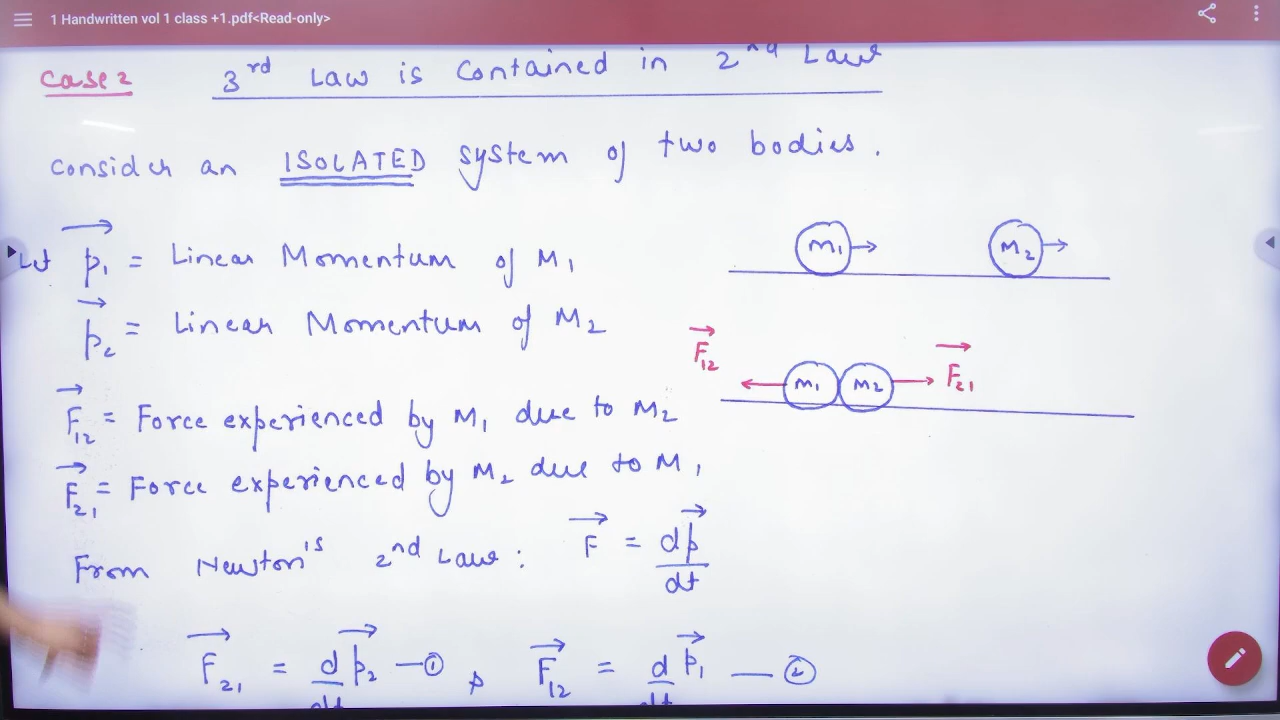 1 Handwritten vol 1 class +1.pdf<Read-only>
Case 2 3rd Law is Contained in 2nd Law
Consider an ISOLATED system of two bodies.
Let p₁ = Linear Momentum of M₁
p₂ = Linear Momentum of M₂
M₁ M₂
F₁₂ F₂₁
M₁ M₂
F₁₂ = Force experienced by M₁ due to M₂
F₂₁ = Force experienced by M₂ due to M₁
From Newton's 2nd Law : F = dp/dt
F₂₁ = dp₂/dt —① , F₁₂ = dp₁/dt —②